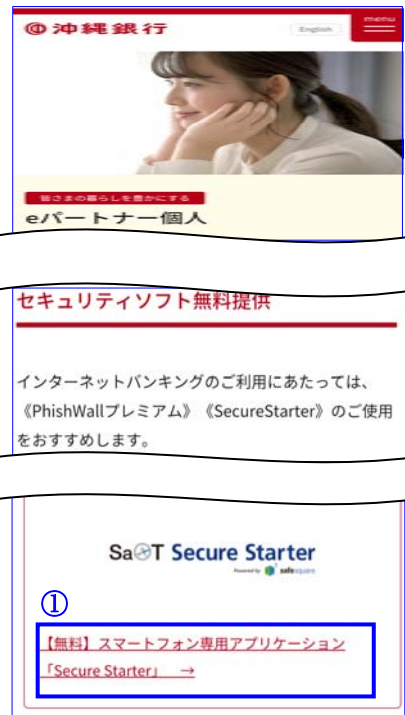 沖縄銀行
English
menu
皆さまの暮らしを豊かにする
eパートナー個人
セキュリティソフト無料提供
インターネットバンキングのご利用にあたっては、
《PhishWallプレミアム》《SecureStarter》のご使用
をおすすめします。
SaAT Secure Starter
Powered by safesquare
①
【無料】スマートフォン専用アプリケーション
「Secure Starter」 →